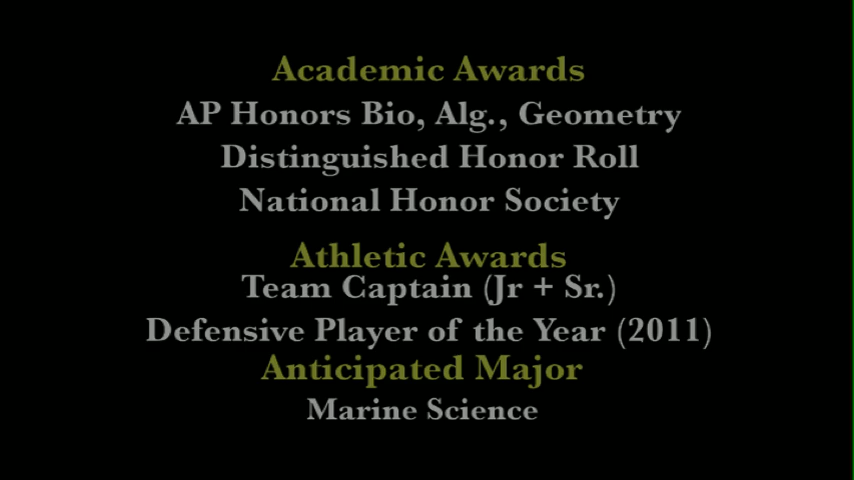 Academic Awards
AP Honors Bio, Alg., Geometry
Distinguished Honor Roll
National Honor Society
Athletic Awards
Team Captain (Jr + Sr.)
Defensive Player of the Year (2011)
Anticipated Major
Marine Science